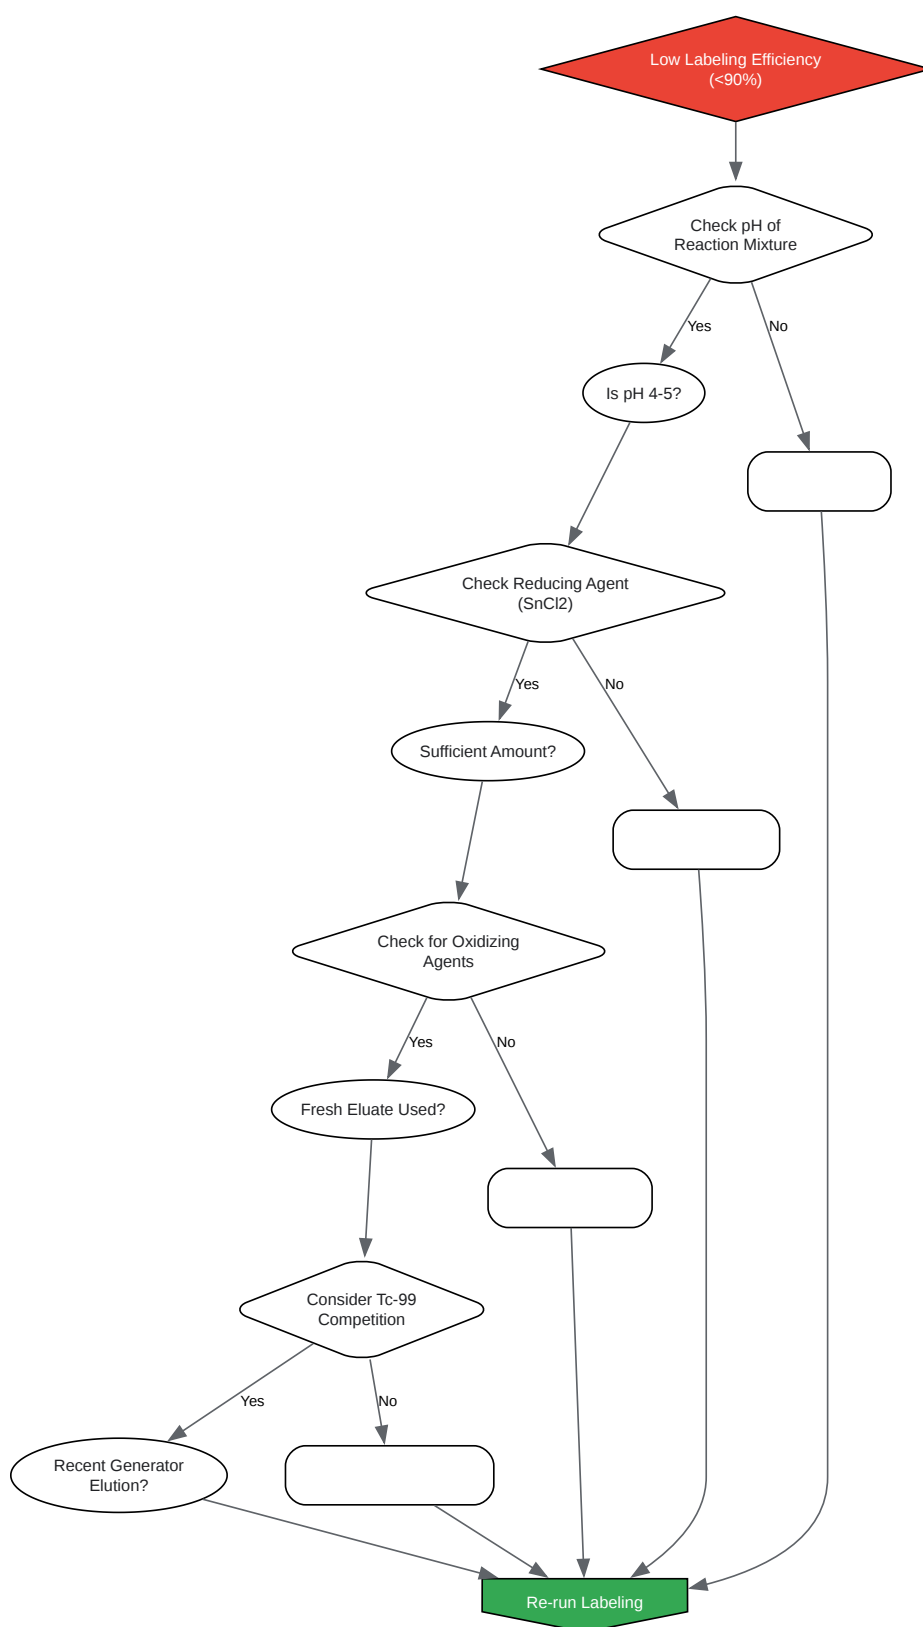 Low Labeling Efficiency
(<90%)
Check pH of
Reaction Mixture
Yes
No
Is pH 4-5?
Check Reducing Agent
(SnCl2)
Yes
No
Sufficient Amount?
Check for Oxidizing
Agents
Yes
No
Fresh Eluate Used?
Consider Tc-99
Competition
Yes
No
Recent Generator
Elution?
Re-run Labeling